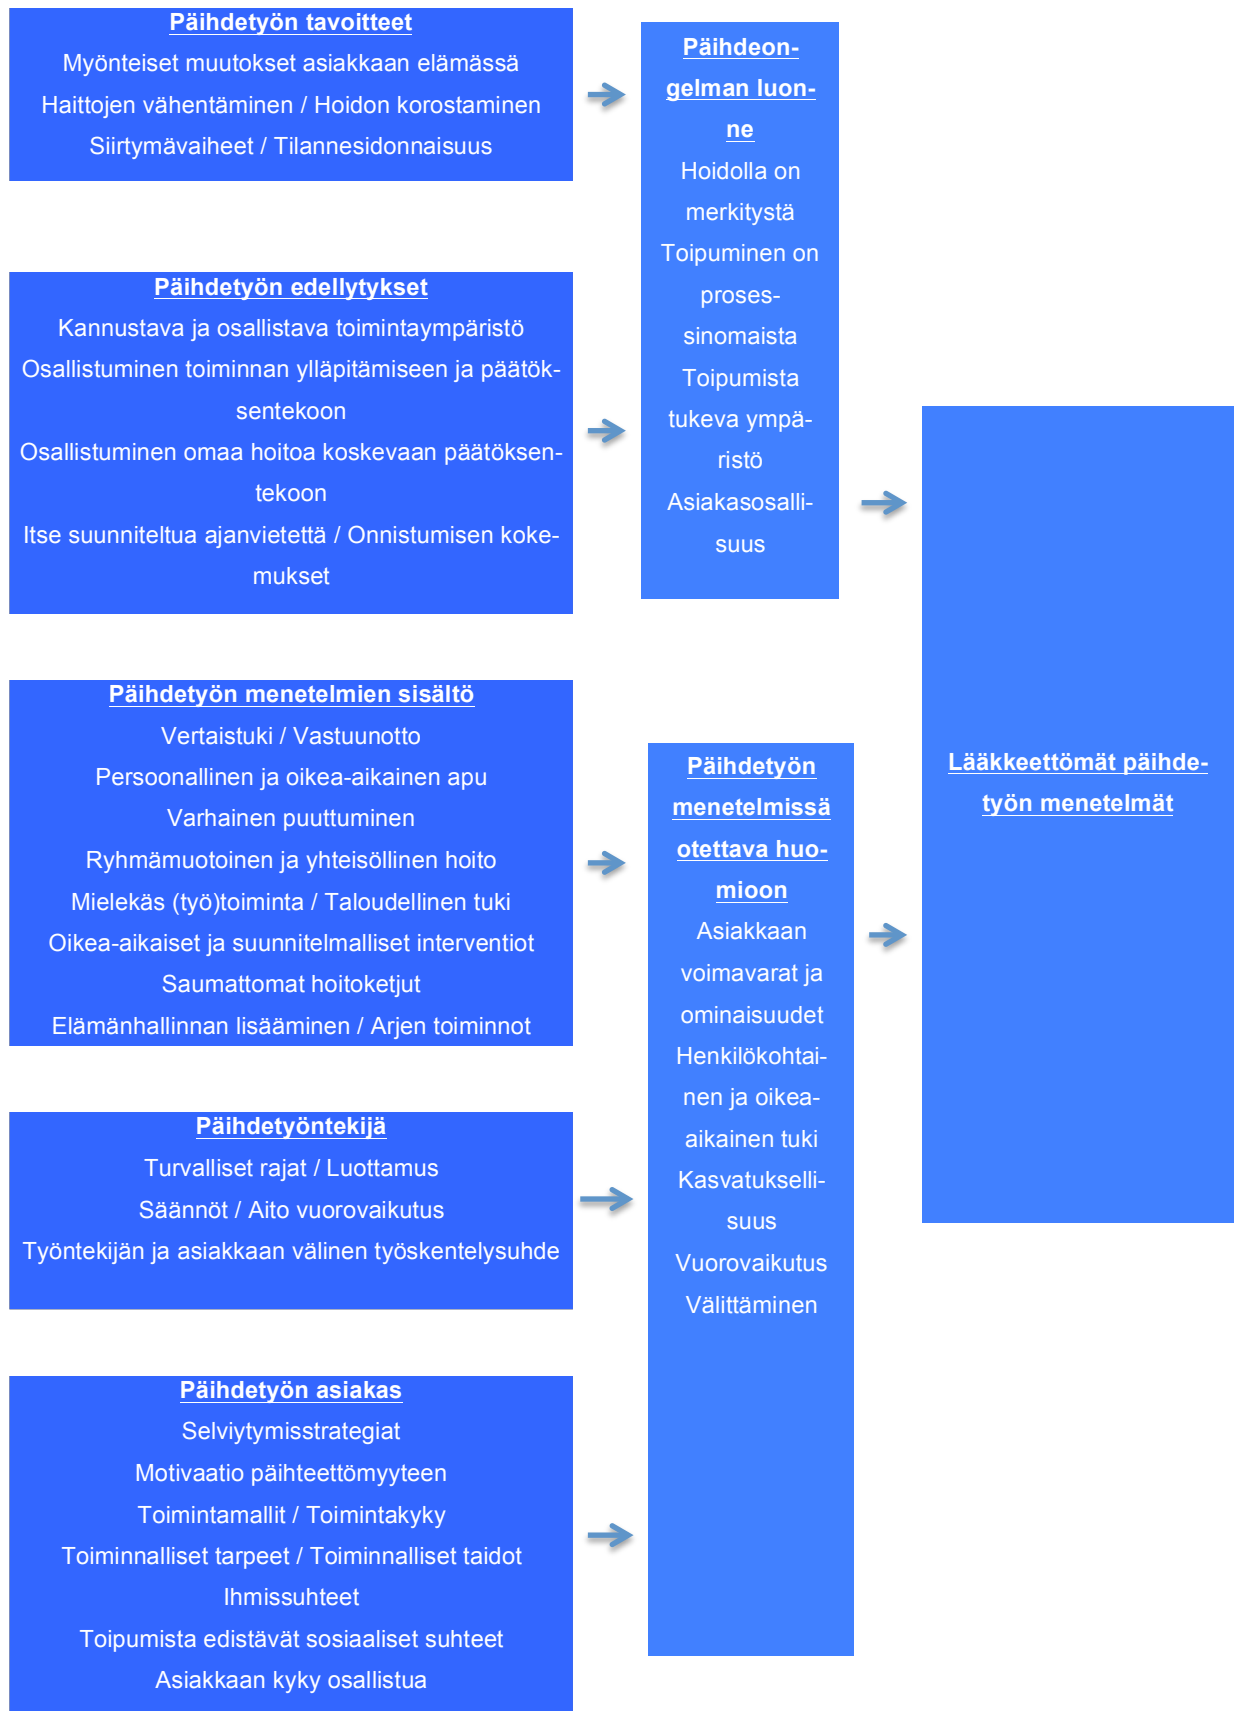 Päihdetyön tavoitteet
Myönteiset muutokset asiakkaan elämässä
Haittojen vähentäminen / Hoidon korostaminen
Siirtymävaiheet / Tilannesidonnaisuus
Päihdetyön edellytykset
Kannustava ja osallistava toimintaympäristö
Osallistuminen toiminnan ylläpitämiseen ja päätök-
sentekoon
Osallistuminen omaa hoitoa koskevaan päätöksen-
tekoon
Itse suunniteltua ajanvietettä / Onnistumisen koke-
mukset
Päihdetyön menetelmien sisältö
Vertaistuki / Vastuunotto
Persoonallinen ja oikea-aikainen apu
Varhainen puuttuminen
Ryhmämuotoinen ja yhteisöllinen hoito
Mielekäs (työ)toiminta / Taloudellinen tuki
Oikea-aikaiset ja suunnitelmalliset interventiot
Saumattomat hoitoketjut
Elämänhallinnan lisääminen / Arjen toiminnot
Päihdetyöntekijä
Turvalliset rajat / Luottamus
Säännöt / Aito vuorovaikutus
Työntekijän ja asiakkaan välinen työskentelysuhde
Päihdetyön asiakas
Selviytymisstrategiat
Motivaatio päihteettömyyteen
Toimintamallit / Toimintakyky
Toiminnalliset tarpeet / Toiminnalliset taidot
Ihmissuhteet
Toipumista edistävät sosiaaliset suhteet
Asiakkaan kyky osallistua
Päihdeon-
gelman luon-
ne
Hoidolla on
merkitystä
Toipuminen on
proses-
sinomaista
Toipumista
tukeva ympä-
ristö
Asiakasosalli-
suus
Päihdetyön
menetelmissä
otettava huo-
mioon
Asiakkaan
voimavarat ja
ominaisuudet
Henkilökohtai-
nen ja oikea-
aikainen tuki
Kasvatukselli-
suus
Vuorovaikutus
Välittäminen
Lääkkeettömät päihde-
työn menetelmät